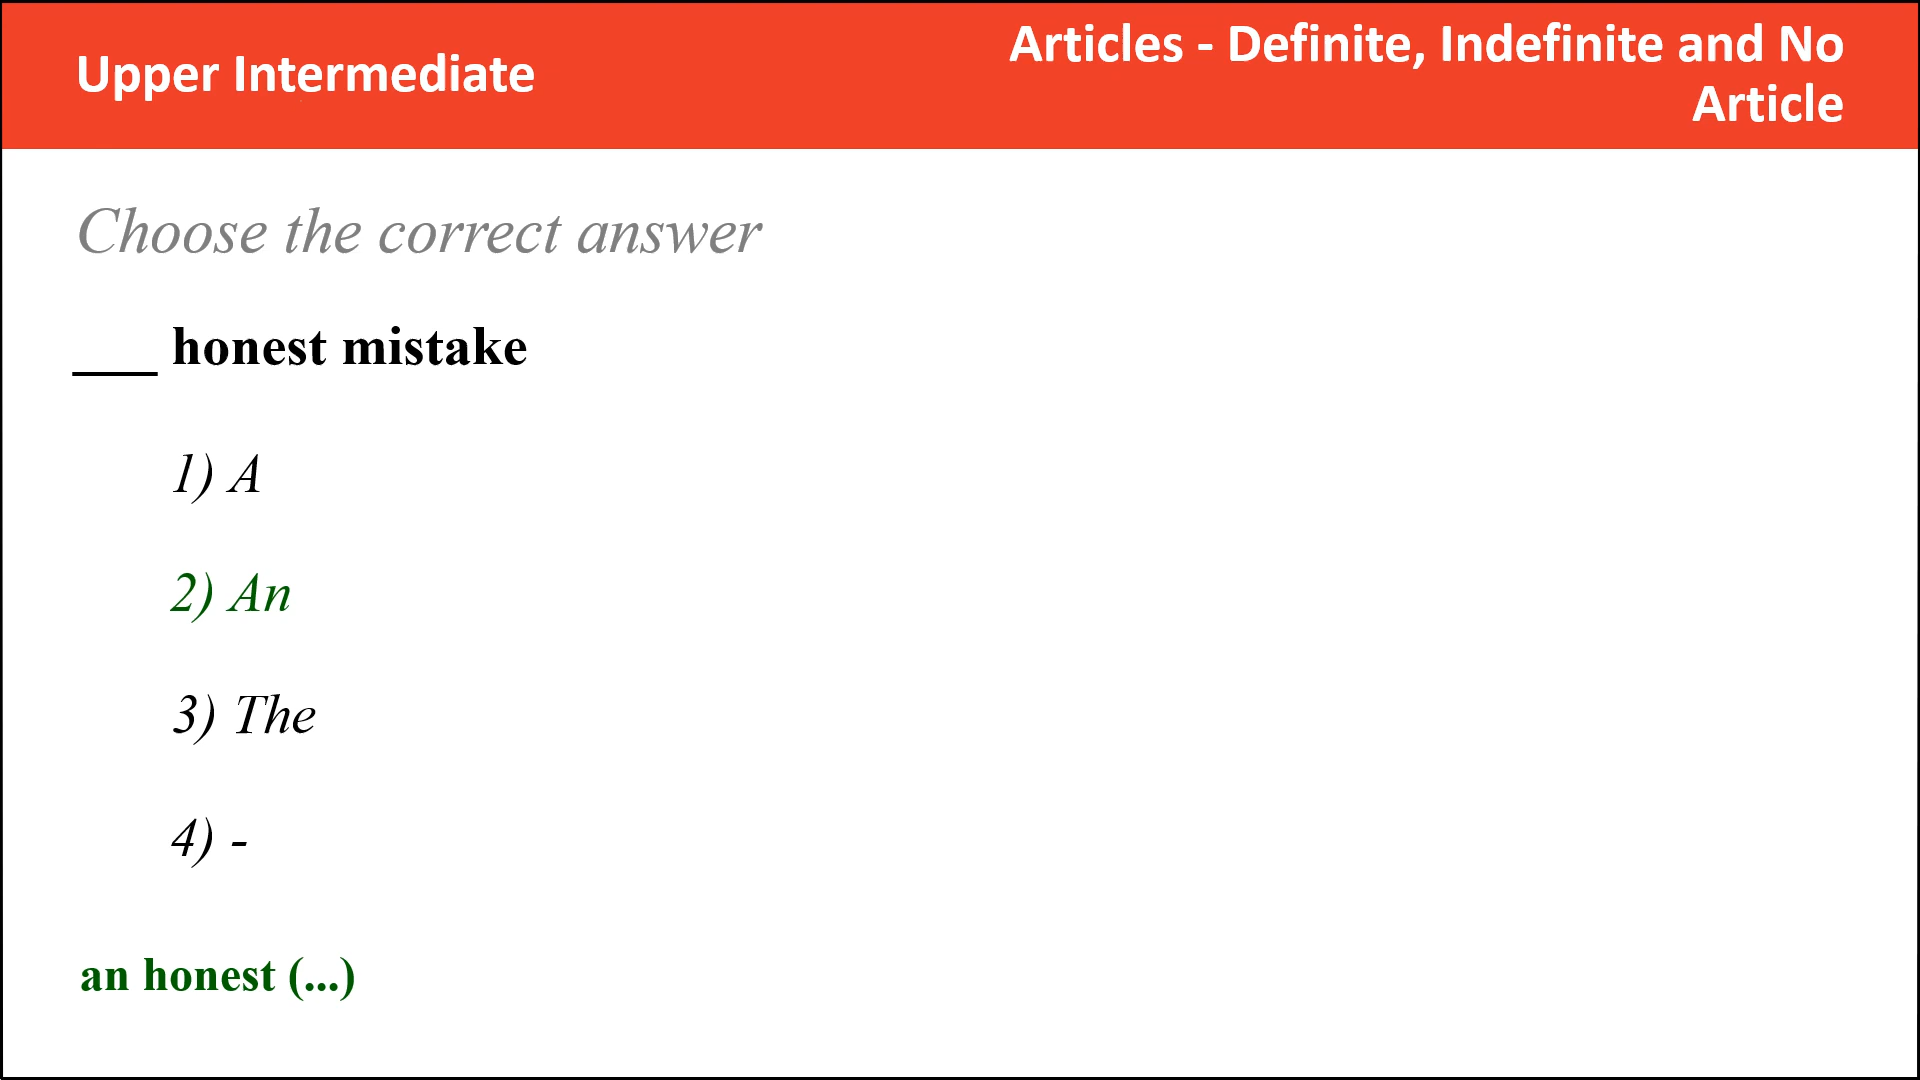 Upper Intermediate
Articles - Definite, Indefinite and No
Article
Choose the correct answer
___ honest mistake
1) A
2) An
3) The
4) -
an honest (...)